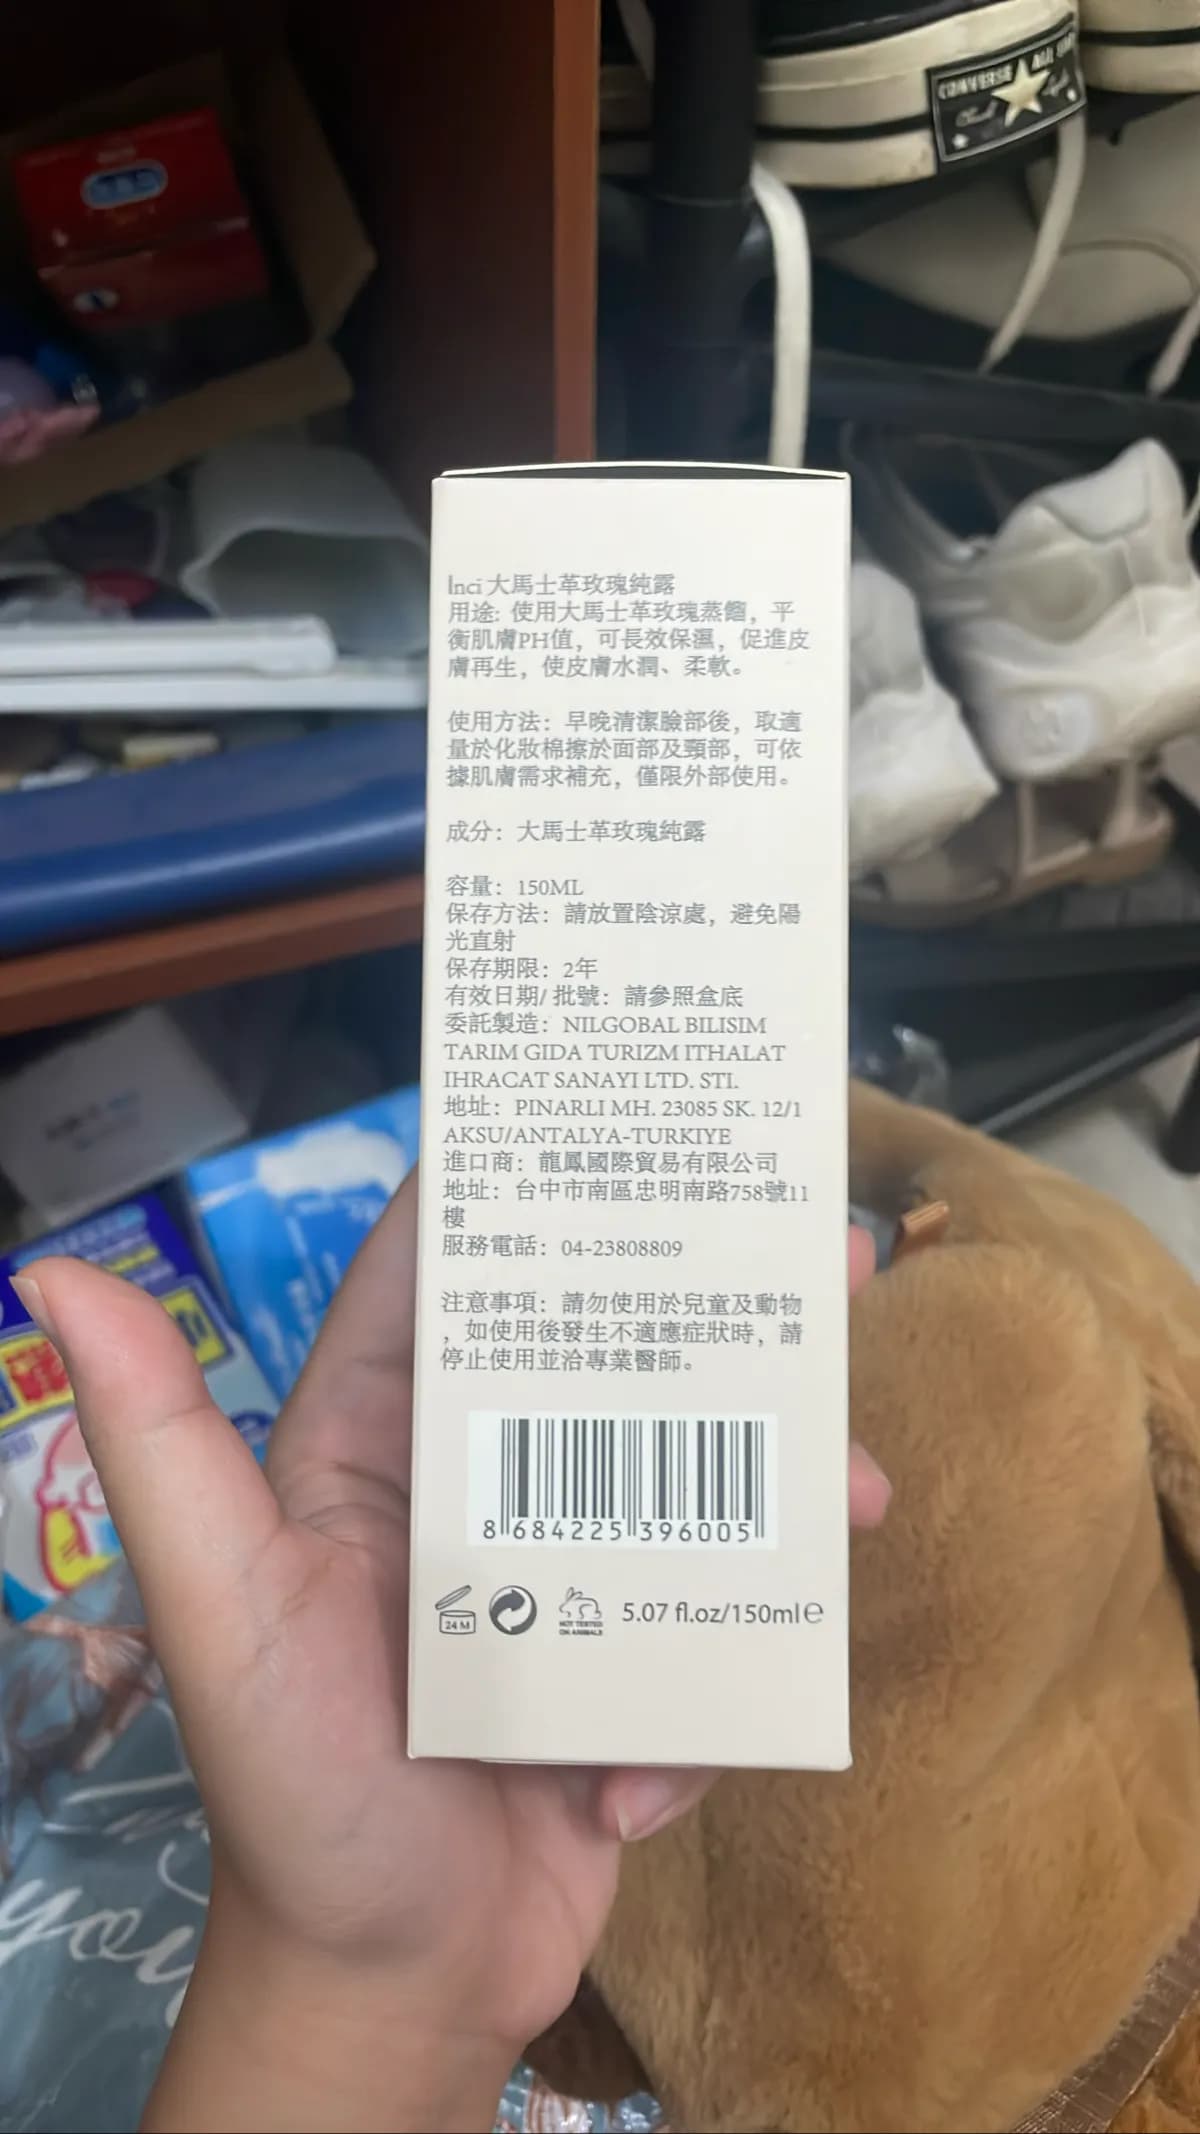 CONVERSE ALL STAR
Inci 大馬士革玫瑰純露
用途: 使用大馬士革玫瑰蒸餾，平
衡肌膚PH值，可長效保濕，促進皮
膚再生，使皮膚水潤、柔軟。
使用方法：早晚清潔臉部後，取適
量於化妝棉擦於面部及頸部，可依
據肌膚需求補充，僅限外部使用。
成分：大馬士革玫瑰純露
容量：150ML
保存方法：請放置陰涼處，避免陽
光直射
保存期限：2年
有效日期/ 批號：請參照盒底
委託製造：NILGOBAL BILISIM
TARIM GIDA TURIZM ITHALAT
IHRACAT SANAYI LTD. STI.
地址：PINARLI MH. 23085 SK. 12/1
AKSU/ANTALYA-TURKIYE
進口商：龍鳳國際貿易有限公司
地址：台中市南區忠明南路758號11
樓
服務電話：04-23808809
注意事項：請勿使用於兒童及動物
，如使用後發生不適應症狀時，請
停止使用並洽專業醫師。
8 684225 396005
24 M
NOT TESTED
ON ANIMALS
5.07 fl.oz/150ml℮
you